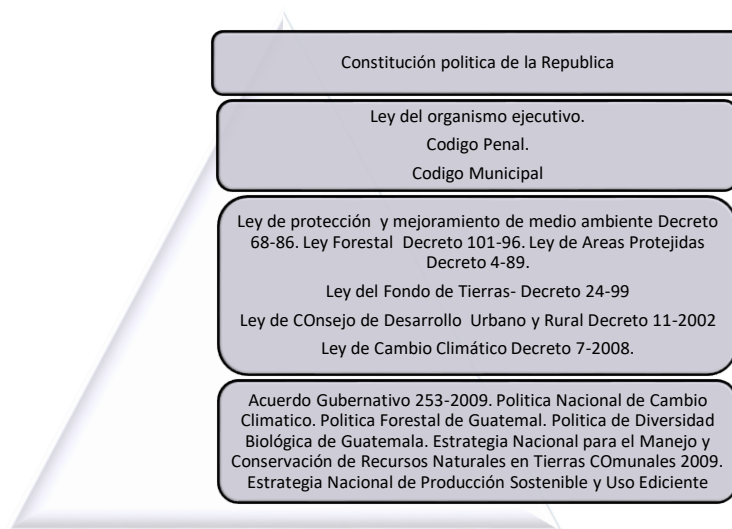 Constitución politica de la Republica
Ley del organismo ejecutivo.
Codigo Penal.
Codigo Municipal
Ley de protección y mejoramiento de medio ambiente Decreto
68-86. Ley Forestal Decreto 101-96. Ley de Areas Protejidas
Decreto 4-89.
Ley del Fondo de Tierras- Decreto 24-99
Ley de COnsejo de Desarrollo Urbano y Rural Decreto 11-2002
Ley de Cambio Climático Decreto 7-2008.
Acuerdo Gubernativo 253-2009. Politica Nacional de Cambio
Climatico. Politica Forestal de Guatemal. Politica de Diversidad
Biológica de Guatemala. Estrategia Nacional para el Manejo y
Conservación de Recursos Naturales en Tierras COmunales 2009.
Estrategia Nacional de Producción Sostenible y Uso Ediciente